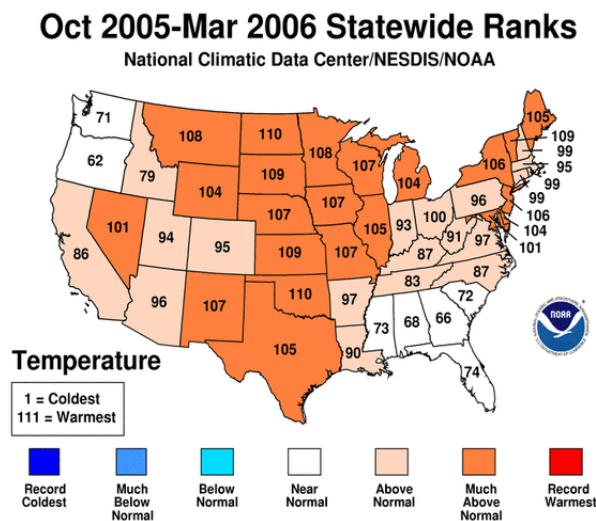 Oct 2005-Mar 2006 Statewide Ranks
National Climatic Data Center/NESDIS/NOAA
71
108
110
108
107
104
105
109
99
95
99
99
106
104
101
62
79
104
109
107
107
105
106
96
86
101
94
95
109
107
93
100
91
97
87
87
83
96
107
110
97
105
90
73
68
66
72
74
NOAA
Temperature
1 = Coldest
111 = Warmest
Record
Coldest
Much
Below
Normal
Below
Normal
Near
Normal
Above
Normal
Much
Above
Normal
Record
Warmest